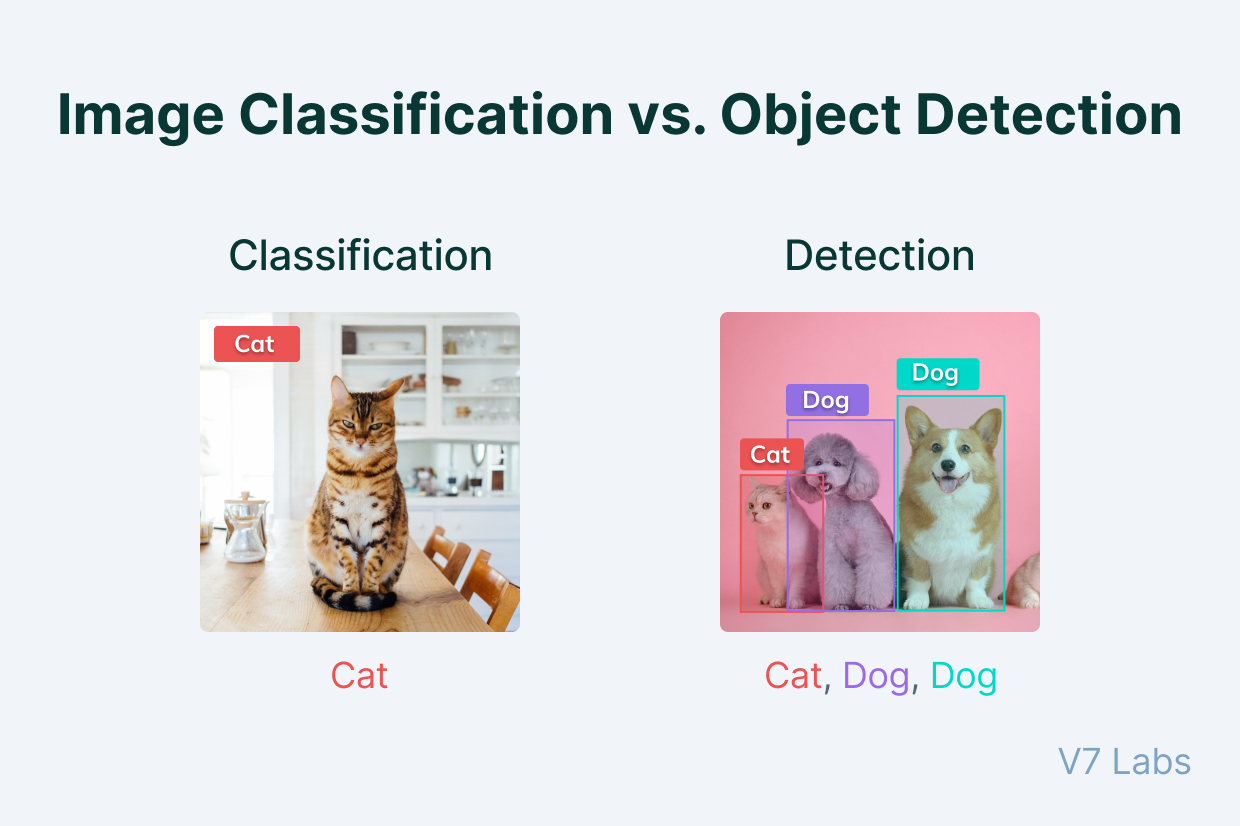 Image Classification vs. Object Detection
Classification
Cat
Cat
Detection
Dog
Dog
Cat
Cat, Dog, Dog
V7 Labs